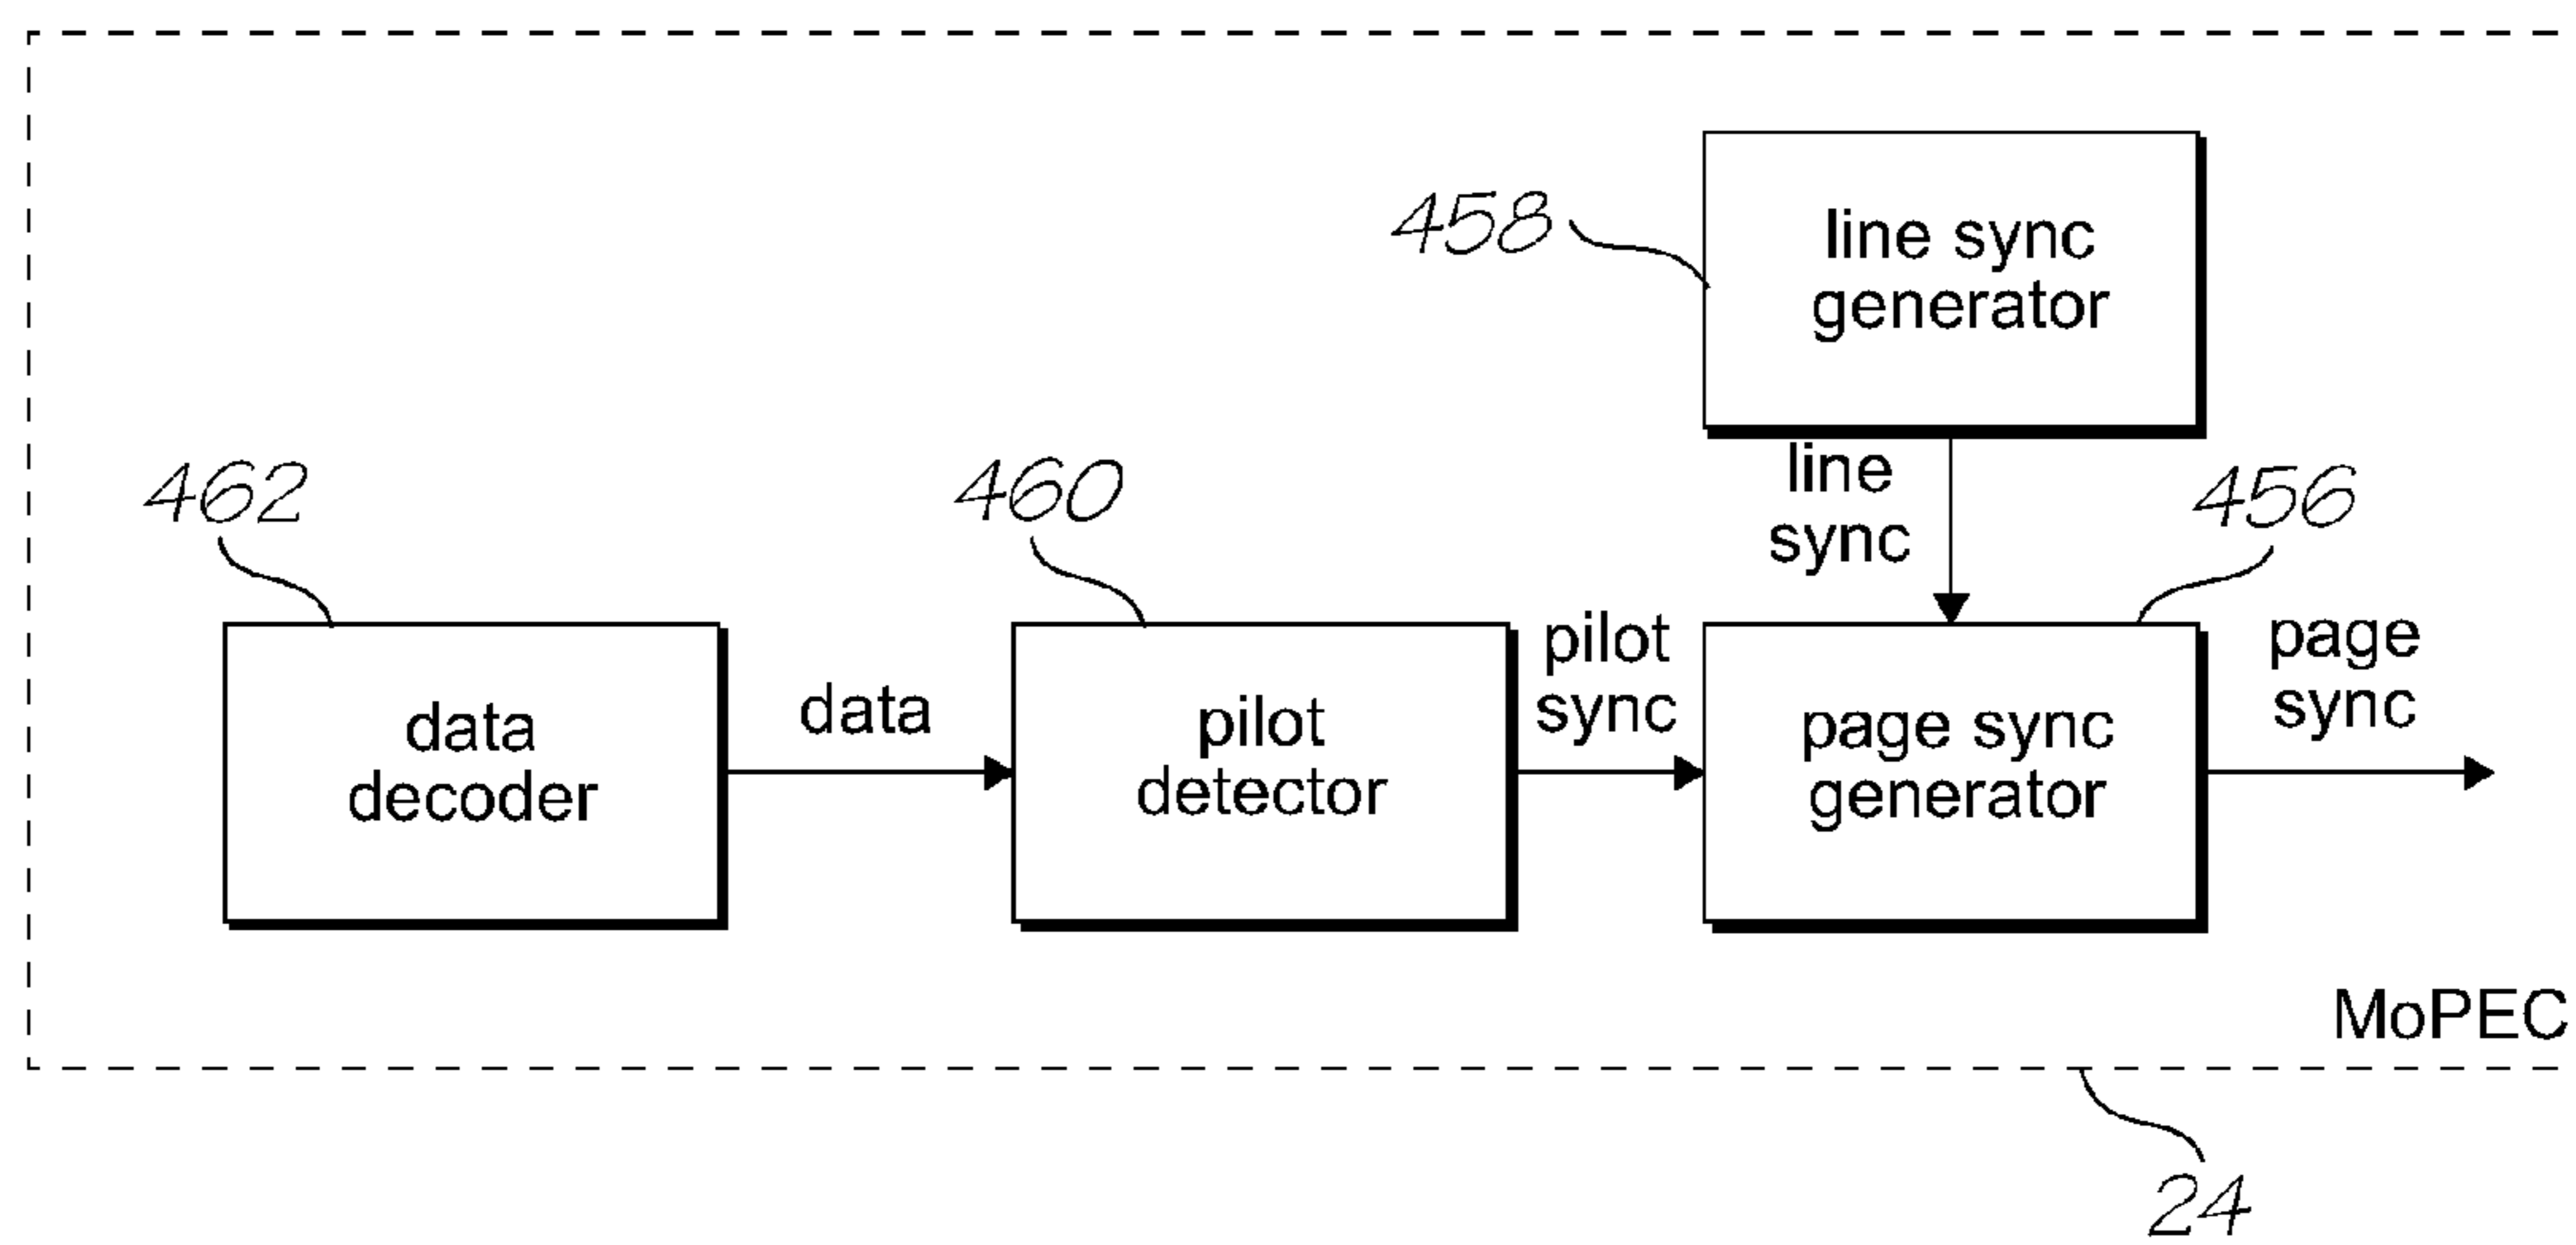 458
line sync
generator
line
sync
462
460
456
data
decoder
data
pilot
detector
pilot
sync
page sync
generator
page
sync
MoPEC
24